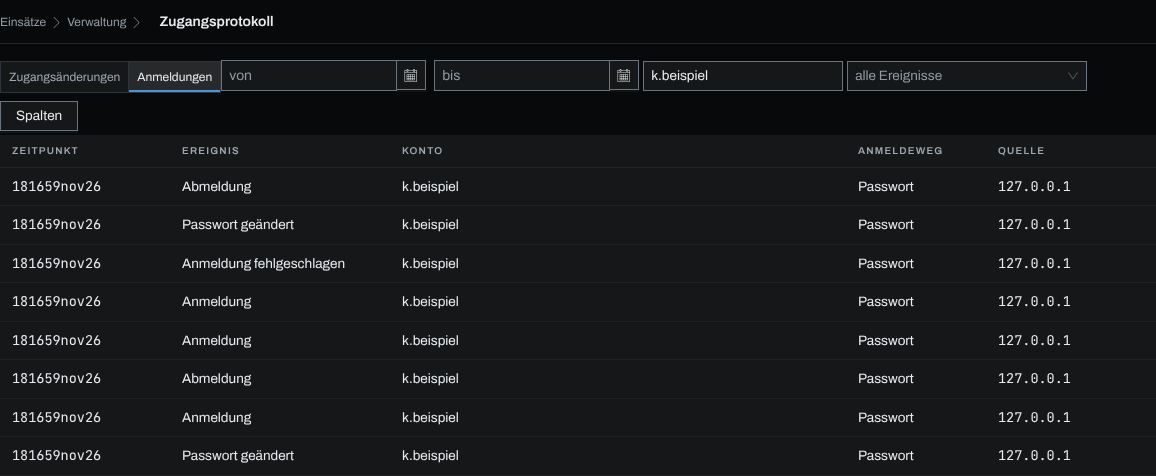 Einsätze > Verwaltung > Zugangsprotokoll
Zugangsänderungen Anmeldungen von bis k.beispiel alle Ereignisse
Spalten
ZEITPUNKT EREIGNIS KONTO ANMELDEWEG QUELLE
181659nov26 Abmeldung k.beispiel Passwort 127.0.0.1
181659nov26 Passwort geändert k.beispiel Passwort 127.0.0.1
181659nov26 Anmeldung fehlgeschlagen k.beispiel Passwort 127.0.0.1
181659nov26 Anmeldung k.beispiel Passwort 127.0.0.1
181659nov26 Anmeldung k.beispiel Passwort 127.0.0.1
181659nov26 Abmeldung k.beispiel Passwort 127.0.0.1
181659nov26 Anmeldung k.beispiel Passwort 127.0.0.1
181659nov26 Passwort geändert k.beispiel Passwort 127.0.0.1